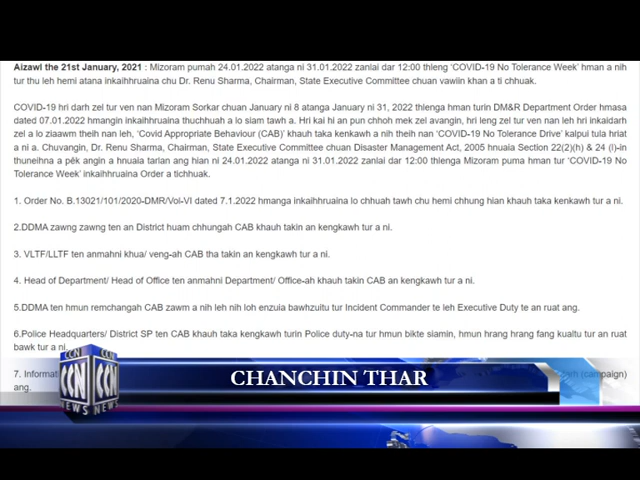 Aizawl the 21st January, 2021 : Mizoram pumah 24.01.2022 atanga ni 31.01.2022 zanlai dar 12:00 thleng 'COVID-19 No Tolerance Week' hman a nih
tur thu leh hemi atana inkaihhruaina chu Dr. Renu Sharma, Chairman, State Executive Committee chuan vawiin khan a ti chhuak.
COVID-19 hri darh zel tur ven nan Mizoram Sorkar chuan January ni 8 atanga January ni 31, 2022 thlenga hman turin DM&R Department Order hmasa
dated 07.01.2022 hmangin inkaihhruaina thuchhuah a lo siam tawh a. Hri kai hi an pun chhoh mek zel avangin, hri leng zel tur ven nan leh hri inkaidarh
zel a lo ziaawm theih nan leh, 'Covid Appropriate Behaviour (CAB)' khauh taka kenkawh a nih theih nan 'COVID-19 No Tolerance Drive' kalpui tula hriat
a ni a. Chuvangin, Dr. Renu Sharma, Chairman, State Executive Committee chuan Disaster Management Act, 2005 hnuaia Section 22(2)(h) & 24 (l)-in
thuneihna a pêk angin a hnuaia tarlan ang hian ni 24.01.2022 atanga ni 31.01.2022 zanlai dar 12:00 thlenga Mizoram puma hman tur 'COVID-19 No
Tolerance Week' inkaihhruaina Order a tichhuak.
1. Order No. B.13021/101/2020-DMR/Vol-VI dated 7.1.2022 hmanga inkaihhruaina lo chhuah tawh chu hemi chhung hian khauh taka kenkawh tur a ni.
2.DDMA zawng zawng ten an District huam chhungah CAB khauh takin an kengkawh tur a ni.
3. VLTF/LLTF ten anmahni khua/ veng-ah CAB tha takin an kengkawh tur a ni.
4. Head of Department/ Head of Office ten anmahni Department/ Office-ah khauh takin CAB an kengkawh tur a ni.
5.DDMA ten hmun remchangah CAB zawm a nih leh nih loh enzuia bawhzuitu tur Incident Commander te leh Executive Duty te an ruat ang.
6.Police Headquarters/ District SP ten CAB khauh taka kengkawh turin Police duty-na tur hmun bikte siamin, hmun hrang hrang fang kualtu tur an ruat
bawk tur a ni.
7. Informat (campaign)
ang.
CCN
CCN CCN
NEWS NEWS
CHANCHIN THAR